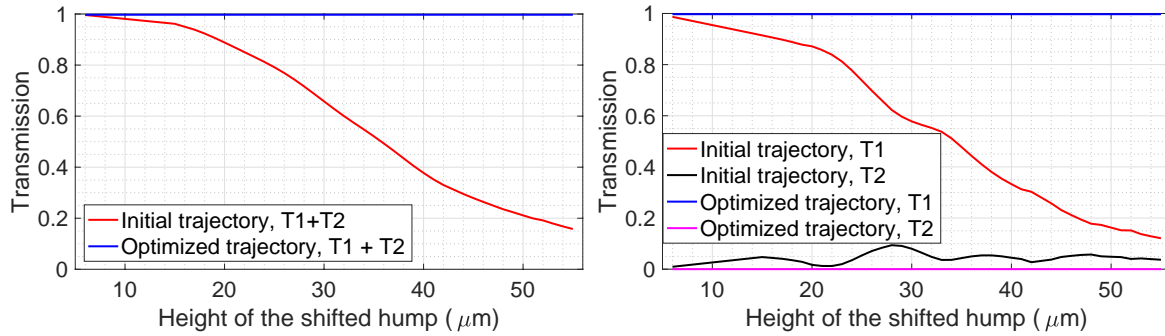 1
0.8
0.6
0.4
0.2
0
Transmission
Initial trajectory, T1+T2
Optimized trajectory, T1 + T2
10 20 30 40 50
Height of the shifted hump ( μm)
1
0.8
0.6
0.4
0.2
0
Transmission
Initial trajectory, T1
Initial trajectory, T2
Optimized trajectory, T1
Optimized trajectory, T2
10 20 30 40 50
Height of the shifted hump ( μm)